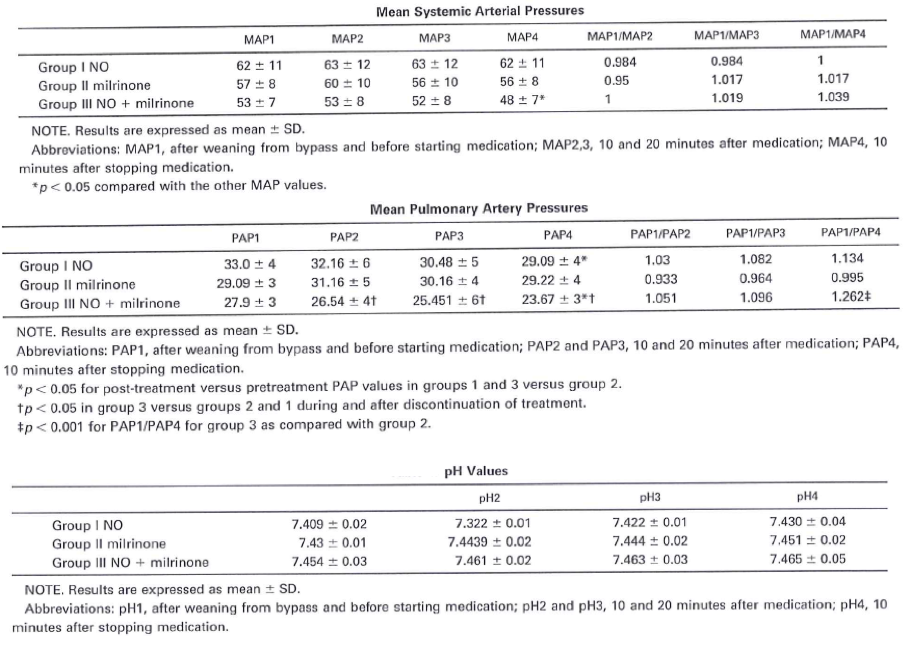 Mean Systemic Arterial Pressures
MAP1 MAP2 MAP3 MAP4 MAP1/MAP2 MAP1/MAP3 MAP1/MAP4
Group I NO 62 ± 11 63 ± 12 63 ± 12 62 ± 11 0.984 0.984 1
Group II milrinone 57 ± 8 60 ± 10 56 ± 10 56 ± 8 0.95 1.017 1.017
Group III NO + milrinone 53 ± 7 53 ± 8 52 ± 8 48 ± 7* 1 1.019 1.039
NOTE. Results are expressed as mean ± SD.
Abbreviations: MAP1, after weaning from bypass and before starting medication; MAP2,3, 10 and 20 minutes after medication; MAP4, 10
minutes after stopping medication.
*p < 0.05 compared with the other MAP values.
Mean Pulmonary Artery Pressures
PAP1 PAP2 PAP3 PAP4 PAP1/PAP2 PAP1/PAP3 PAP1/PAP4
Group I NO 33.0 ± 4 32.16 ± 6 30.48 ± 5 29.09 ± 4* 1.03 1.082 1.134
Group II milrinone 29.09 ± 3 31.16 ± 5 30.16 ± 4 29.22 ± 4 0.933 0.964 0.995
Group III NO + milrinone 27.9 ± 3 26.54 ± 4† 25.451 ± 6† 23.67 ± 3*† 1.051 1.096 1.262‡
NOTE. Results are expressed as mean ± SD.
Abbreviations: PAP1, after weaning from bypass and before starting medication; PAP2 and PAP3, 10 and 20 minutes after medication; PAP4,
10 minutes after stopping medication.
*p < 0.05 for post-treatment versus pretreatment PAP values in groups 1 and 3 versus group 2.
†p < 0.05 in group 3 versus groups 2 and 1 during and after discontinuation of treatment.
‡p < 0.001 for PAP1/PAP4 for group 3 as compared with group 2.
pH Values
pH2 pH3 pH4
Group I NO 7.409 ± 0.02 7.322 ± 0.01 7.422 ± 0.01 7.430 ± 0.04
Group II milrinone 7.43 ± 0.01 7.4439 ± 0.02 7.444 ± 0.02 7.451 ± 0.02
Group III NO + milrinone 7.454 ± 0.03 7.461 ± 0.02 7.463 ± 0.03 7.465 ± 0.05
NOTE. Results are expressed as mean ± SD.
Abbreviations: pH1, after weaning from bypass and before starting medication; pH2 and pH3, 10 and 20 minutes after medication; pH4, 10
minutes after stopping medication.